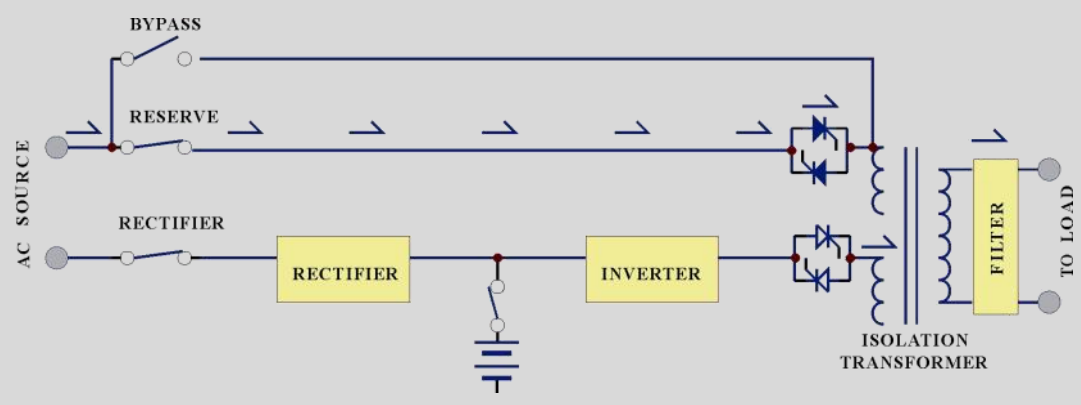 BYPASS
RESERVE
AC SOURCE
RECTIFIER
RECTIFIER
INVERTER
FILTER
TO LOAD
ISOLATION
TRANSFORMER